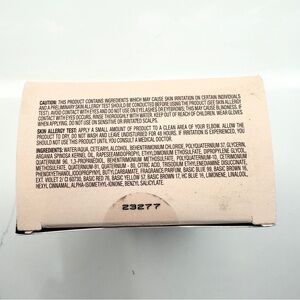 CAUTION: THIS PRODUCT CONTAINS INGREDIENTS WHICH MAY CAUSE SKIN IRRITATION ON CERTAIN INDIVIDUALS
AND A PRELIMINARY SKIN ALLERGY TEST SHOULD BE CONDUCTED BEFORE USING THE PRODUCT (SEE SKIN ALLERGY
TEST). AVOID CONTACT WITH EYES AND DO NOT USE ON EYELASHES OR EYEBROWS. THIS MAY CAUSE BLINDNESS. IF
CONTACT WITH EYES OCCURS, RINSE THOROUGHLY WITH WATER. KEEP OUT OF REACH OF CHILDREN. WEAR GLOVES
WHEN APPLYING. DO NOT USE ON SENSITIVE OR IRRITATED SCALPS.
SKIN ALLERGY TEST: APPLY A SMALL AMOUNT OF PRODUCT TO A CLEAN AREA OF YOUR ELBOW. ALLOW THE
PRODUCT TO DRY. DO NOT WASH AND LEAVE UNDISTURBED FOR 48 HOURS. IF IRRITATION IS EXPERIENCED, YOU
SHOULD NOT USE THIS PRODUCT UNTIL YOU CONSULT A MEDICAL DOCTOR.
INGREDIENTS: WATER/AQUA, CETEARYL ALCOHOL, BEHENTRIMONIUM CHLORIDE, POLYQUATERNIUM 37, GLYCERIN,
ARGANIA SPINOSA KERNEL OIL, RAPESEEDAMIDOPROPYL ETHYLDIMONIUM ETHOSULFATE, DIPROPYLENE GLYCOL,
QUATERNIUM 96, 1,3-PROPANEDIOL, BEHENTRIMONIUM METHOSULFATE, POLYQUATERNIUM-10, CETRIMONIUM
METHOSULFATE, QUATERNIUM - 80, CITRIC ACID, TRISODIUM ETHYLENEDIAMINE DISUCCINATE,
PHENOXYETHANOL, IODOPROPYNYL BUTYLCARBAMATE, FRAGRANCE/PARFUM, BASIC BROWN 16, BASIC BLUE 99,
EXT. VIOLET 2/ CI 60730, BASIC RED 76, BASIC YELLOW 57, BASIC BROWN 17, HC BLUE 16, LIMONENE, LINALOOL,
HEXYL CINNAMAL, ALPHA-ISOMETHYL-IONONE, BENZYL SALICYLATE.
23277